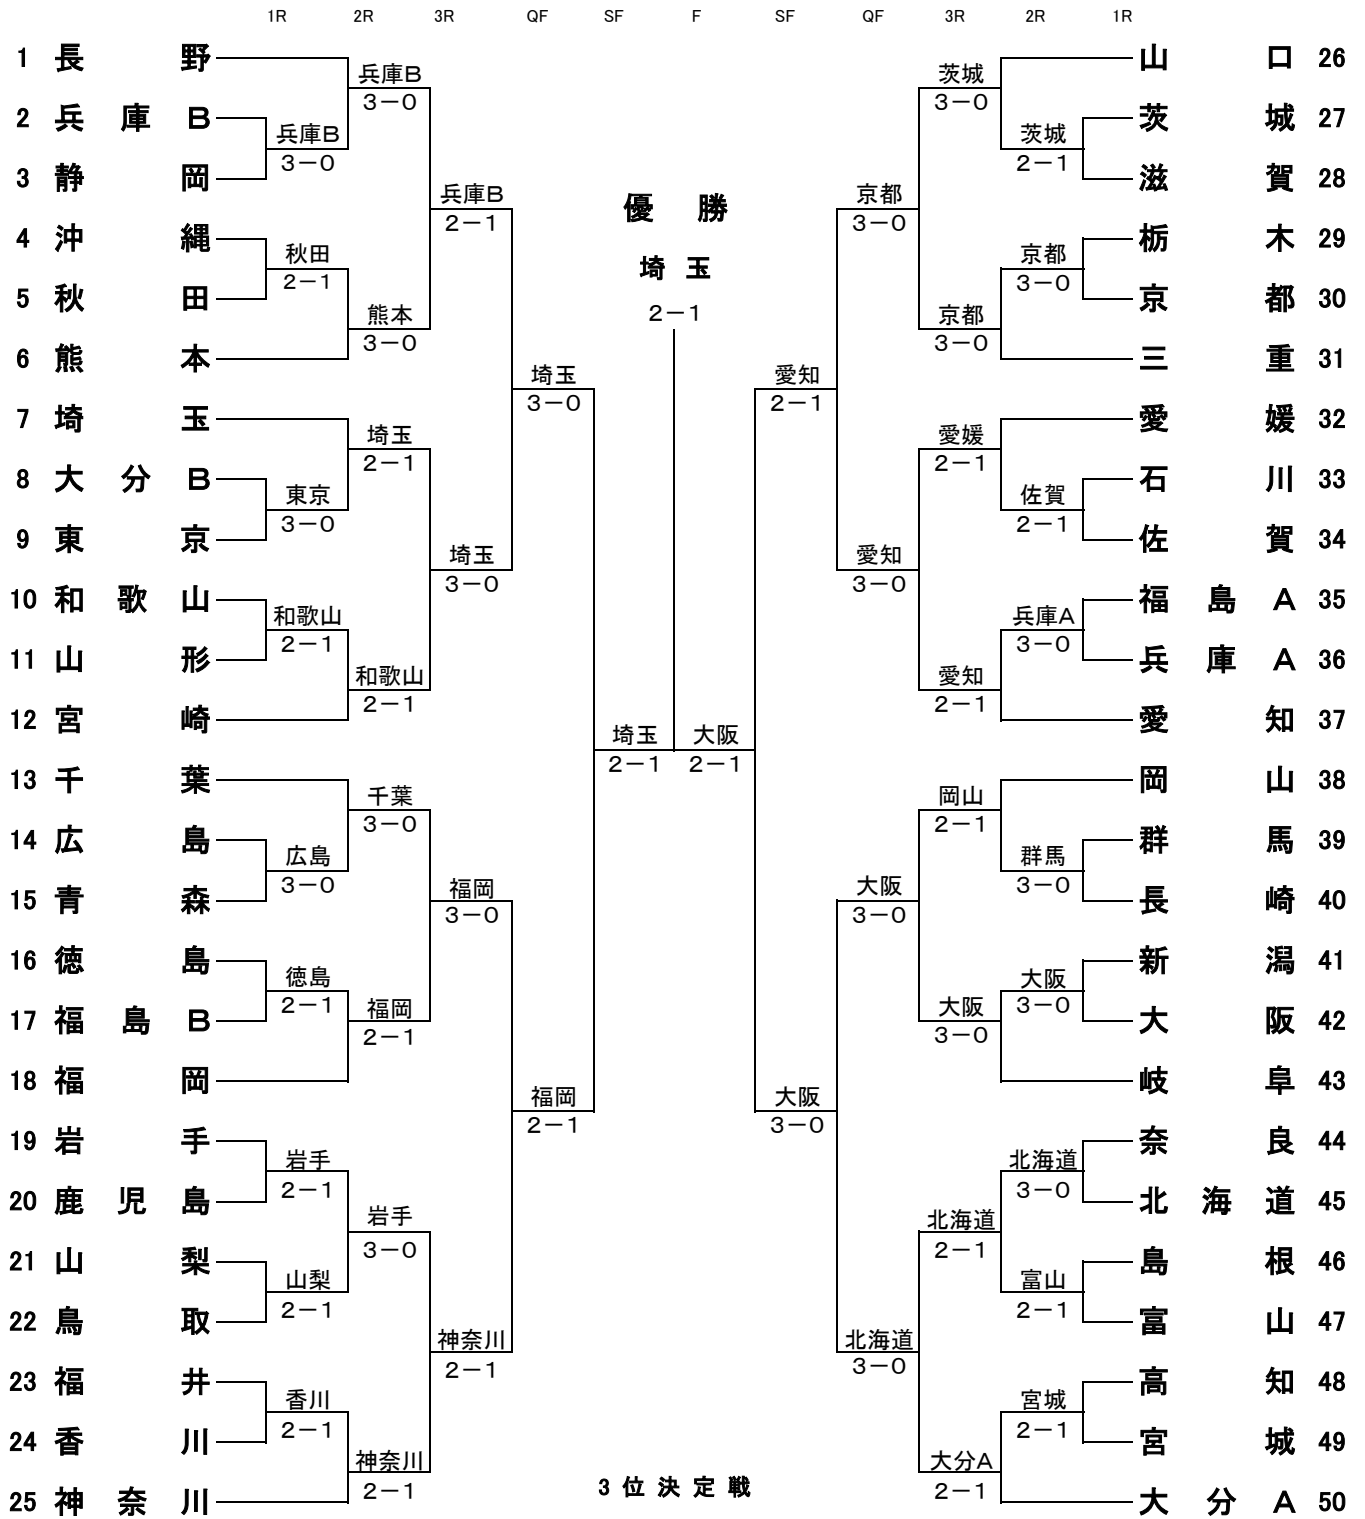 1R 2R 3R QF SF F SF QF 3R 2R 1R
1 長野 山口 26
兵庫B 茨城
3－0 3－0
2 兵庫B 茨城 27
兵庫B 茨城
3－0 2－1
3 静岡 滋賀 28
兵庫B 優勝 京都
2－1 3－0
4 沖縄 栃木 29
秋田 埼玉 京都
2－1 3－0
5 秋田 京都 30
熊本 2－1 京都
3－0 3－0
6 熊本 三重 31
埼玉 愛知
3－0 2－1
7 埼玉 愛媛 32
埼玉 愛媛
2－1 2－1
8 大分B 石川 33
東京 佐賀
3－0 2－1
9 東京 佐賀 34
埼玉 愛知
3－0 3－0
10 和歌山 福島A 35
和歌山 兵庫A
2－1 3－0
11 山形 兵庫A 36
和歌山 愛知
2－1 2－1
12 宮崎 愛知 37
埼玉 大阪
2－1 2－1
13 千葉 岡山 38
千葉 岡山
3－0 2－1
14 広島 群馬 39
広島 群馬
3－0 3－0
15 青森 長崎 40
福岡 大阪
3－0 3－0
16 徳島 新潟 41
徳島 大阪
2－1 3－0
17 福島B 大阪 42
福岡 大阪
2－1 3－0
18 福岡 岐阜 43
福岡 大阪
2－1 3－0
19 岩手 奈良 44
岩手 北海道
2－1 3－0
20 鹿児島 北海道 45
岩手 北海道
3－0 2－1
21 山梨 島根 46
山梨 富山
2－1 2－1
22 鳥取 富山 47
神奈川 北海道
2－1 3－0
23 福井 高知 48
香川 宮城
2－1 2－1
24 香川 宮城 49
神奈川 大分A
2－1 2－1
3位決定戦
25 神奈川 大分A 50